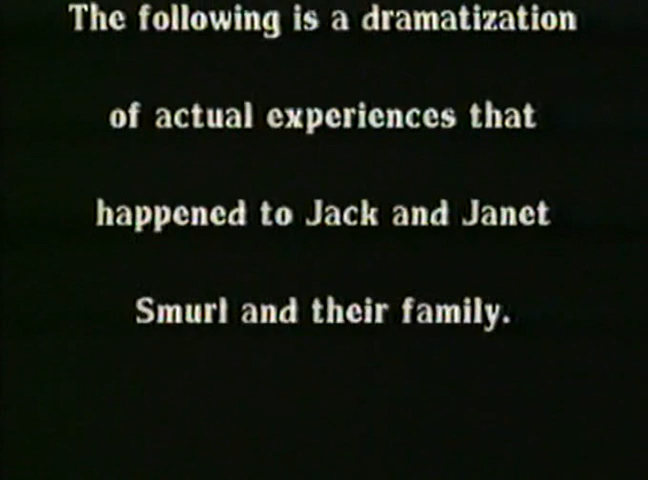 The following is a dramatization
of actual experiences that
happened to Jack and Janet
Smurl and their family.